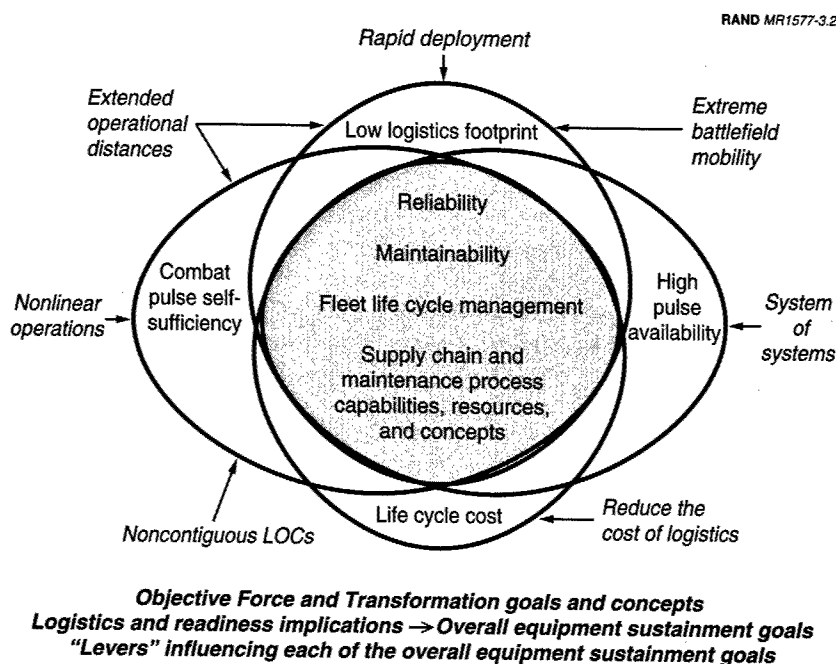 RAND MR1577-3.2
Rapid deployment
Extended
operational
distances
Low logistics footprint
Extreme
battlefield
mobility
Reliability
Maintainability
Combat
pulse self-
sufficiency
Fleet life cycle management
High
pulse
availability
Nonlinear
operations
System
of
systems
Supply chain and
maintenance process
capabilities, resources,
and concepts
Life cycle cost
Noncontiguous LOCs
Reduce the
cost of logistics
Objective Force and Transformation goals and concepts
Logistics and readiness implications → Overall equipment sustainment goals
“Levers” influencing each of the overall equipment sustainment goals